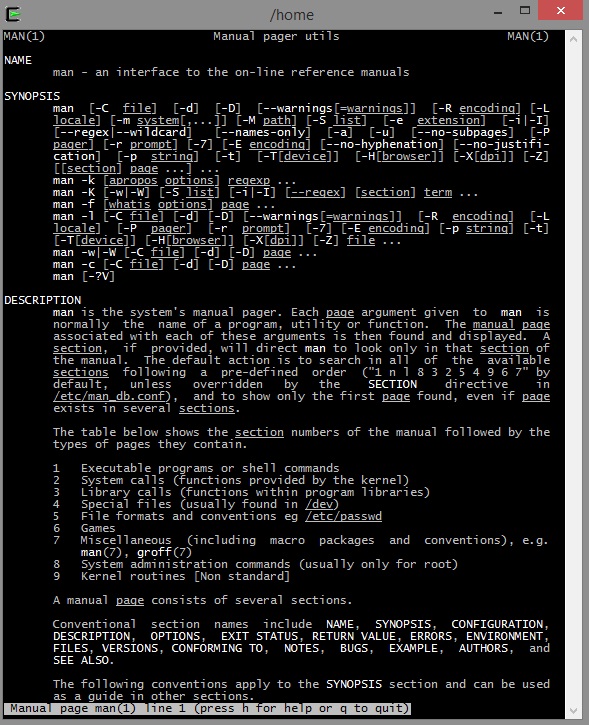 /home
MAN(1) Manual pager utils MAN(1)
NAME
man - an interface to the on-line reference manuals
SYNOPSIS
man [-C file] [-d] [-D] [--warnings[=warnings]] [-R encoding] [-L
locale] [-m system[,...]] [-M path] [-S list] [-e extension] [-i|-I]
[--regex|--wildcard] [--names-only] [-a] [-u] [--no-subpages] [-P
pager] [-r prompt] [-7] [-E encoding] [--no-hyphenation] [--no-justifi-
cation] [-p string] [-t] [-T[device]] [-H[browser]] [-X[dpi]] [-Z]
[[section] page ...] ...
man -k [apropos options] regexp ...
man -K [-w|-W] [-S list] [-i|-I] [--regex] [section] term ...
man -f [whatis options] page ...
man -l [-C file] [-d] [-D] [--warnings[=warnings]] [-R encoding] [-L
locale] [-P pager] [-r prompt] [-7] [-E encoding] [-p string] [-t]
[-T[device]] [-H[browser]] [-X[dpi]] [-Z] file ...
man -w|-W [-C file] [-d] [-D] page ...
man -c [-C file] [-d] [-D] page ...
man [-?V]
DESCRIPTION
man is the system's manual pager. Each page argument given to man is
normally the name of a program, utility or function. The manual page
associated with each of these arguments is then found and displayed. A
section, if provided, will direct man to look only in that section of
the manual. The default action is to search in all of the available
sections following a pre-defined order ("1 n l 8 3 2 5 4 9 6 7" by
default, unless overridden by the SECTION directive in
/etc/man_db.conf), and to show only the first page found, even if page
exists in several sections.
The table below shows the section numbers of the manual followed by the
types of pages they contain.
1 Executable programs or shell commands
2 System calls (functions provided by the kernel)
3 Library calls (functions within program libraries)
4 Special files (usually found in /dev)
5 File formats and conventions eg /etc/passwd
6 Games
7 Miscellaneous (including macro packages and conventions), e.g.
man(7), groff(7)
8 System administration commands (usually only for root)
9 Kernel routines [Non standard]
A manual page consists of several sections.
Conventional section names include NAME, SYNOPSIS, CONFIGURATION,
DESCRIPTION, OPTIONS, EXIT STATUS, RETURN VALUE, ERRORS, ENVIRONMENT,
FILES, VERSIONS, CONFORMING TO, NOTES, BUGS, EXAMPLE, AUTHORS, and
SEE ALSO.
The following conventions apply to the SYNOPSIS section and can be used
as a guide in other sections.
Manual page man(1) line 1 (press h for help or q to quit)